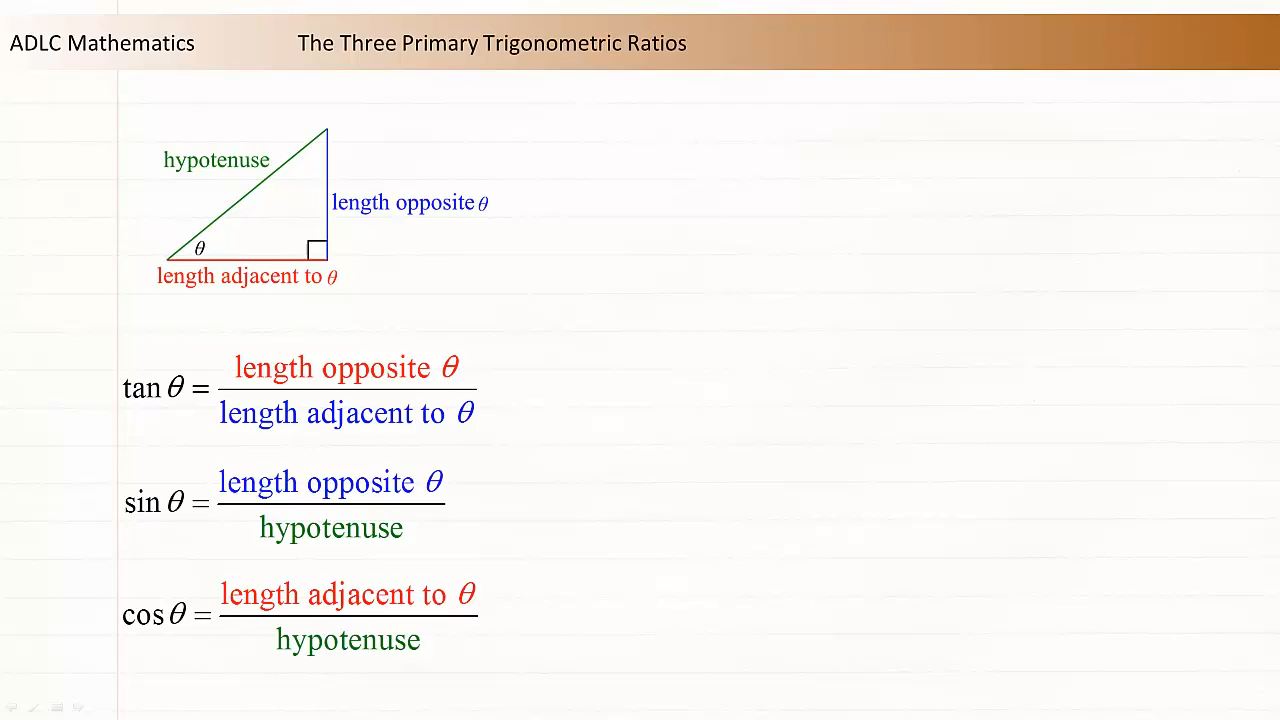 ADLC Mathematics The Three Primary Trigonometric Ratios
hypotenuse
length opposite θ
θ
length adjacent to θ
tan θ = length opposite θ / length adjacent to θ
sin θ = length opposite θ / hypotenuse
cos θ = length adjacent to θ / hypotenuse